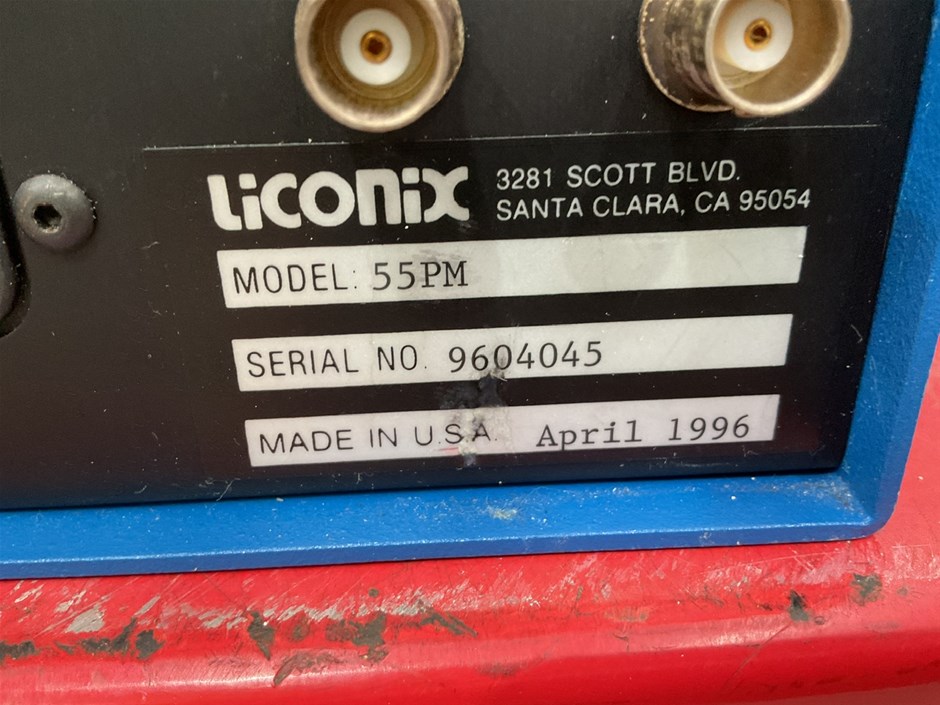 LiCONiX
3281 SCOTT BLVD.
SANTA CLARA, CA 95054
MODEL: 55PM
SERIAL NO. 9604045
MADE IN U.S.A. April 1996